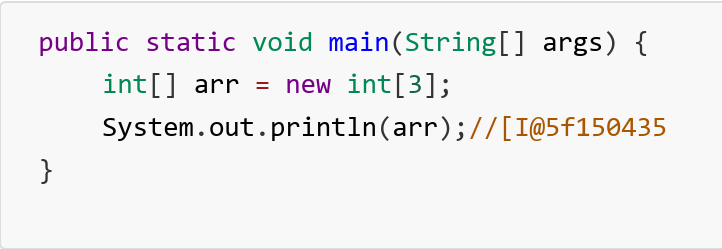 public static void main(String[] args) {
    int[] arr = new int[3];
    System.out.println(arr);//[I@5f150435
}